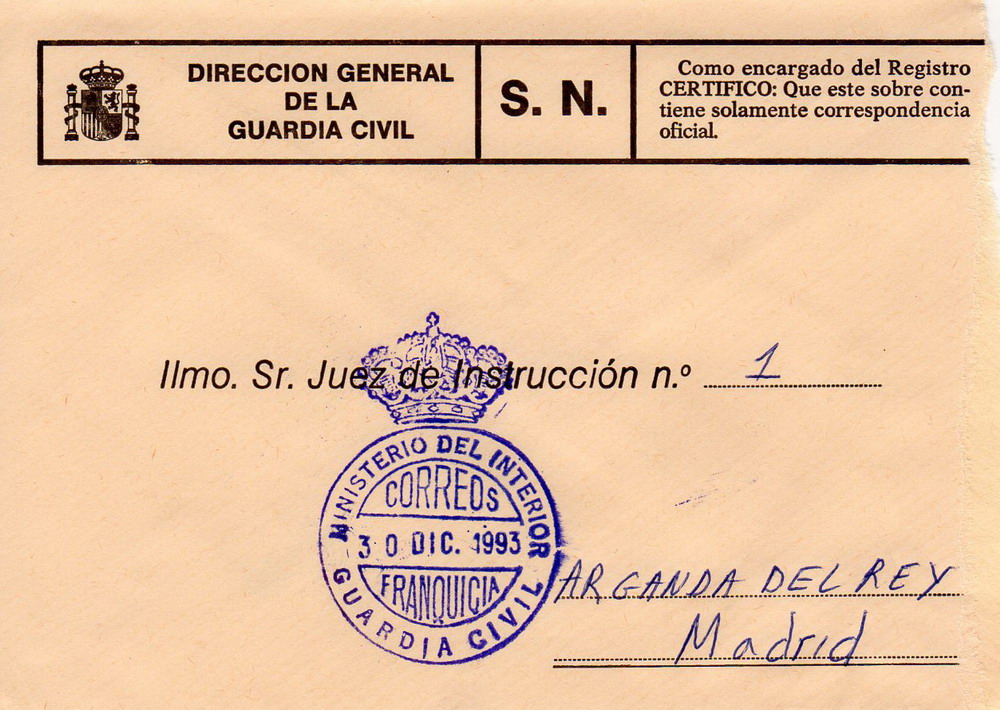 DIRECCION GENERAL
DE LA
GUARDIA CIVIL
S. N.
Como encargado del Registro
CERTIFICO: Que este sobre con-
tiene solamente correspondencia
oficial.
Ilmo. Sr. Juez de Instrucción n.º 1
MINISTERIO DEL INTERIOR
CORREOS
30 DIC. 1993
FRANQUICIA
GUARDIA CIVIL
ARGANDA DEL REY
Madrid